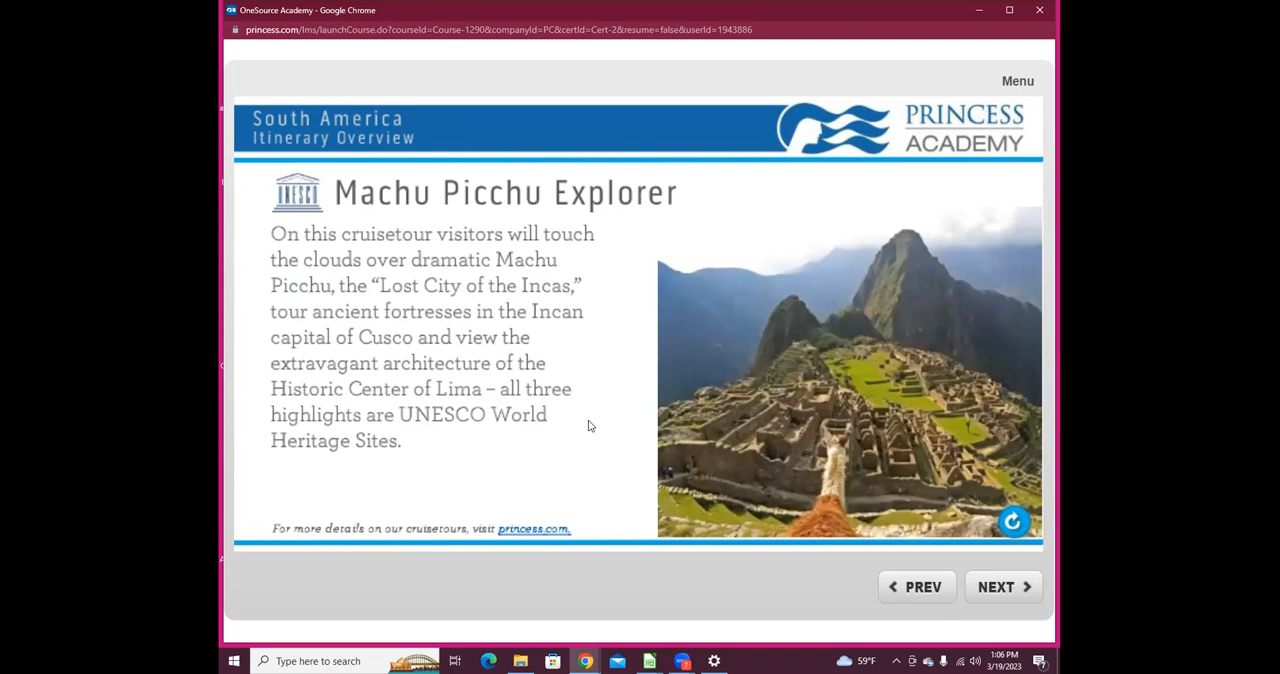 OneSource Academy - Google Chrome
princess.com/lms/launchCourse.do?courseId=Course-1290&companyId=PC&certId=Cert-2&resume=false&userId=1943886
Menu
South America
Itinerary Overview
PRINCESS
ACADEMY
UNESCO
Machu Picchu Explorer
On this cruisetour visitors will touch
the clouds over dramatic Machu
Picchu, the “Lost City of the Incas,”
tour ancient fortresses in the Incan
capital of Cusco and view the
extravagant architecture of the
Historic Center of Lima – all three
highlights are UNESCO World
Heritage Sites.
For more details on our cruisetours, visit princess.com.
PREV
NEXT
Type here to search
59°F
1:06 PM
3/19/2023